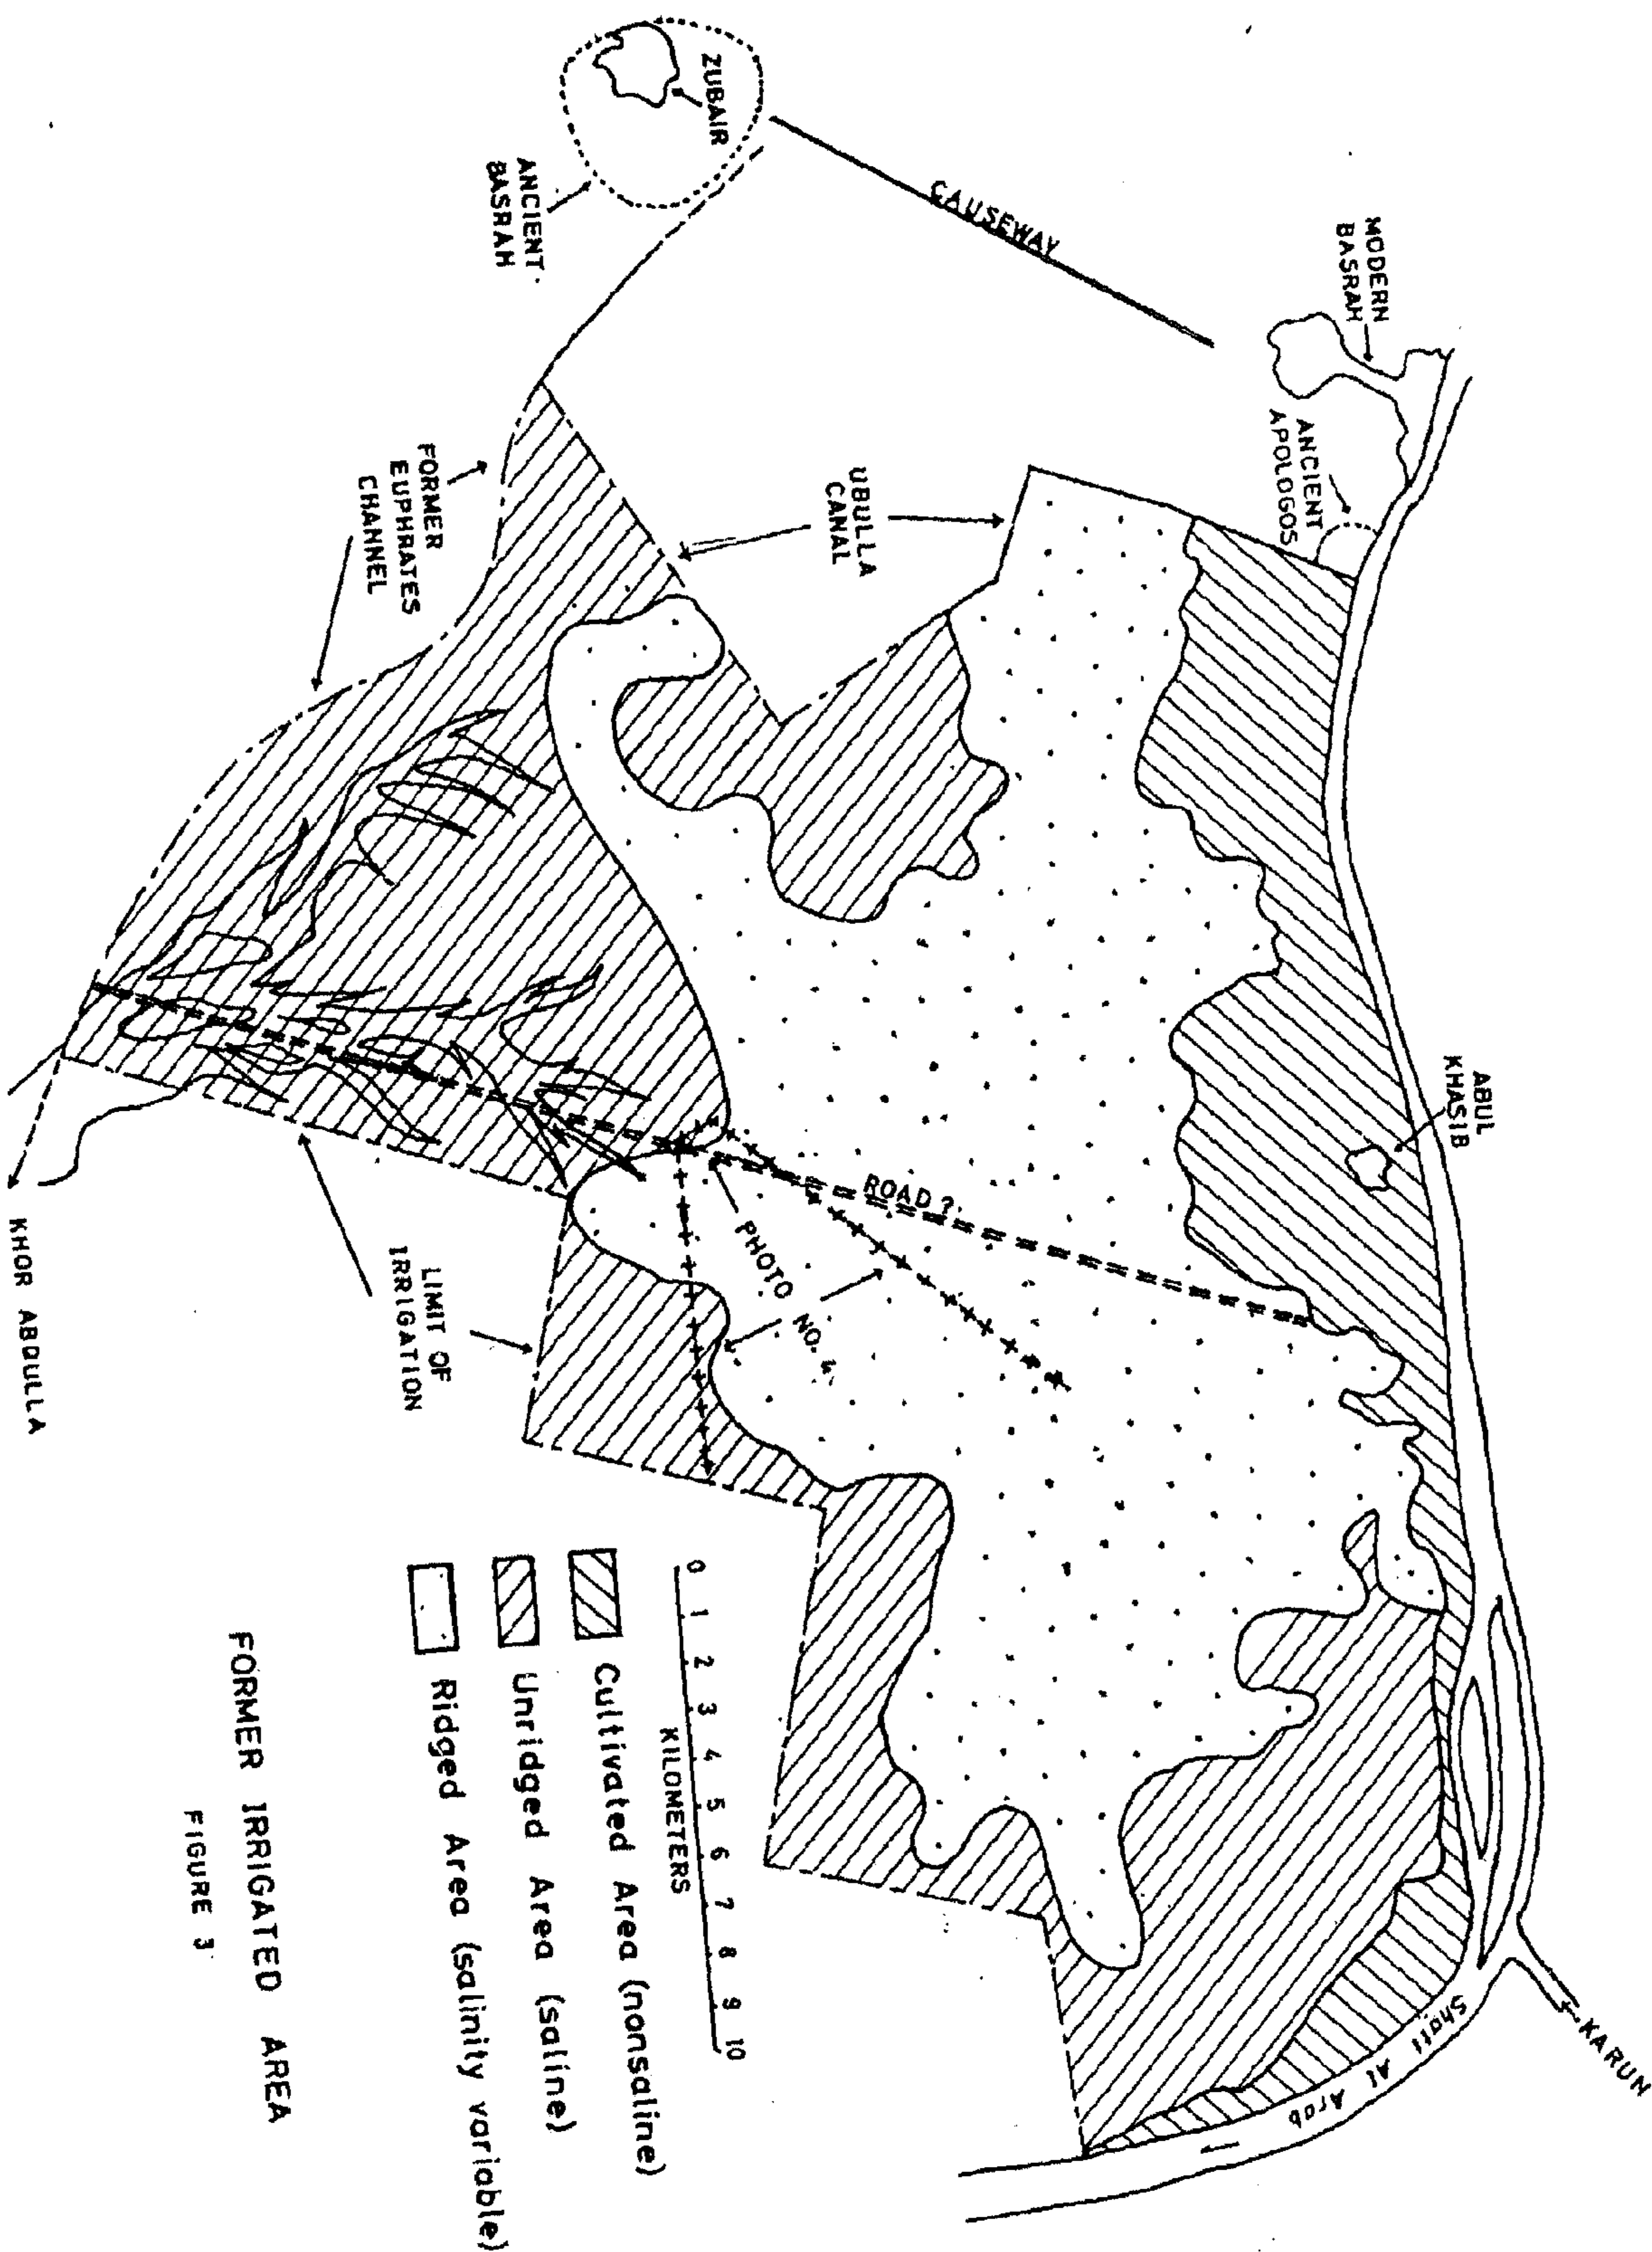 MODERN
BASRAH
ANCIENT
APOLOGOS
ABUL
KHASIB
KARUN
Shatt Al Arab
CAUSEWAY
ZUBAIR
ANCIENT
BASRAH
UBULLA
CANAL
FORMER
EUPHRATES
CHANNEL
ROAD ?
PHOTO NO. 4
LIMIT OF
IRRIGATION
KHOR ABDULLA
0 1 2 3 4 5 6 7 8 9 10
KILOMETERS
Cultivated Area (nonsaline)
Unridged Area (saline)
Ridged Area (salinity variable)
FORMER IRRIGATED AREA
FIGURE 3